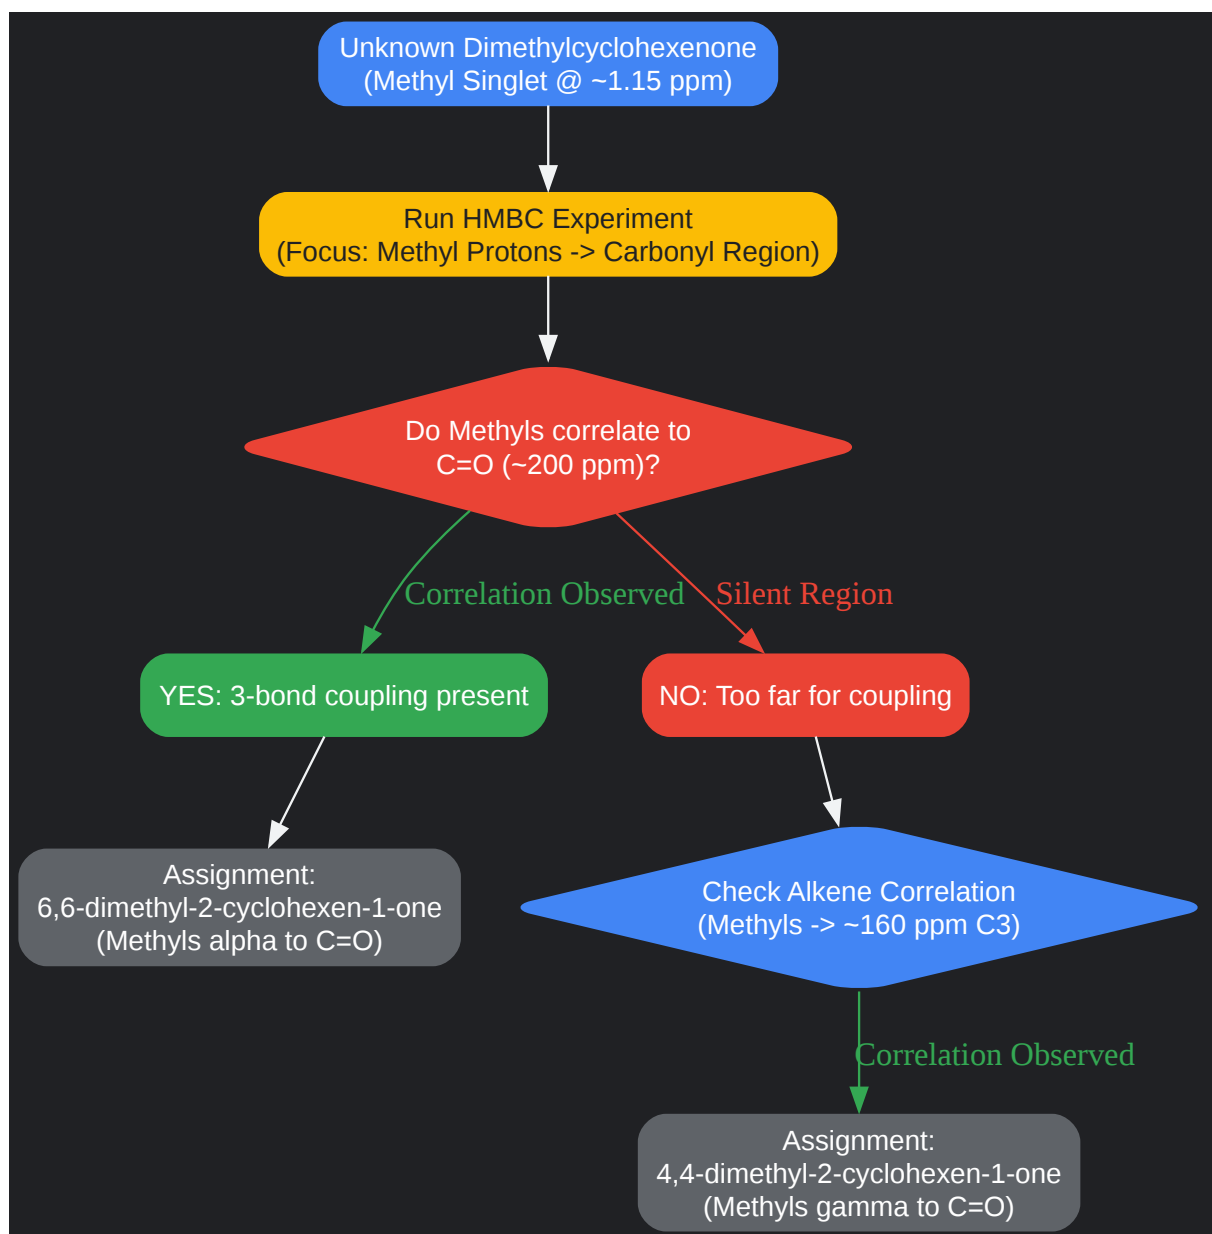 Unknown Dimethylcyclohexenone
(Methyl Singlet @ ~1.15 ppm)
Run HMBC Experiment
(Focus: Methyl Protons -> Carbonyl Region)
Do Methyls correlate to
C=O (~200 ppm)?
Correlation Observed
Silent Region
YES: 3-bond coupling present
NO: Too far for coupling
Assignment:
6,6-dimethyl-2-cyclohexen-1-one
(Methyls alpha to C=O)
Check Alkene Correlation
(Methyls -> ~160 ppm C3)
Correlation Observed
Assignment:
4,4-dimethyl-2-cyclohexen-1-one
(Methyls gamma to C=O)